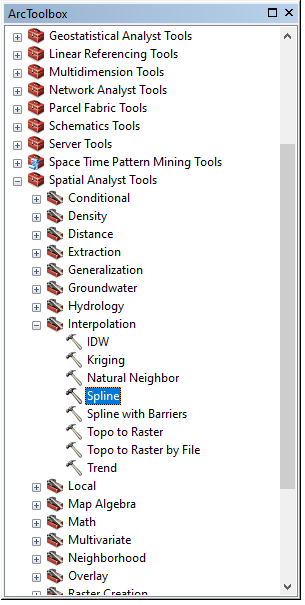 ArcToolbox
Geostatistical Analyst Tools
Linear Referencing Tools
Multidimension Tools
Network Analyst Tools
Parcel Fabric Tools
Schematics Tools
Server Tools
Space Time Pattern Mining Tools
Spatial Analyst Tools
Conditional
Density
Distance
Extraction
Generalization
Groundwater
Hydrology
Interpolation
IDW
Kriging
Natural Neighbor
Spline
Spline with Barriers
Topo to Raster
Topo to Raster by File
Trend
Local
Map Algebra
Math
Multivariate
Neighborhood
Overlay
Raster Creation